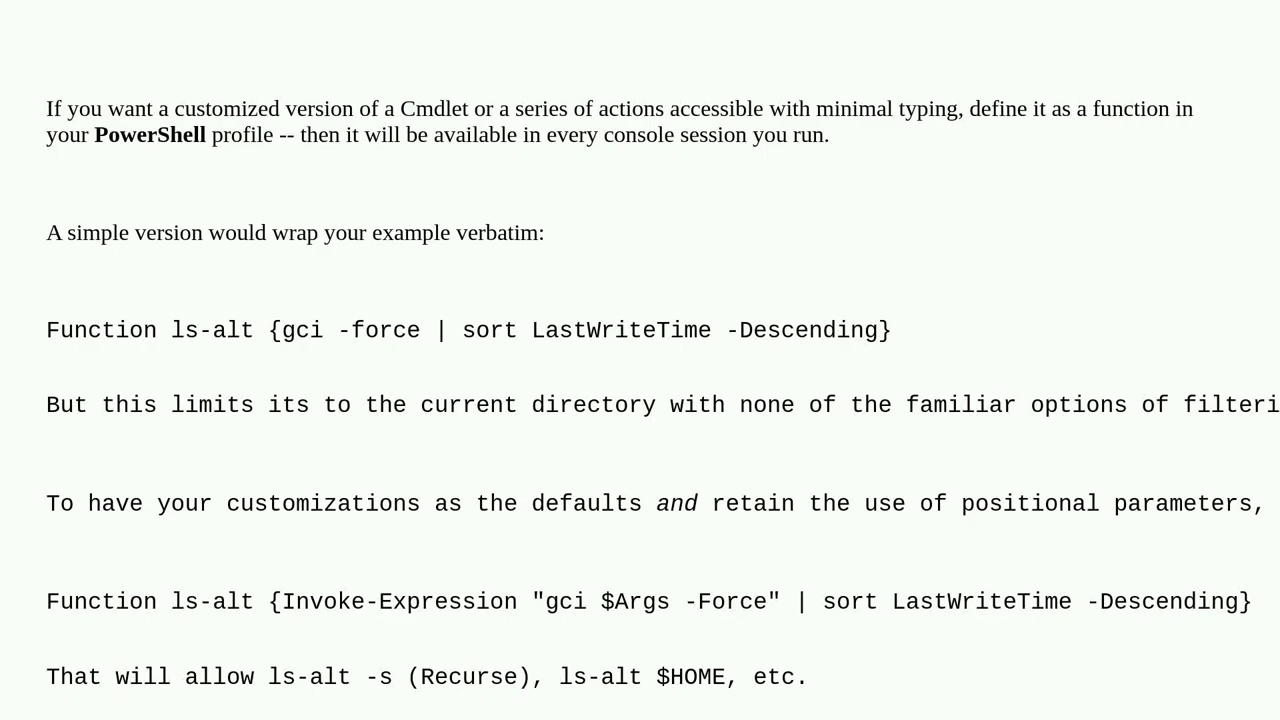 If you want a customized version of a Cmdlet or a series of actions accessible with minimal typing, define it as a function in
your PowerShell profile -- then it will be available in every console session you run.
A simple version would wrap your example verbatim:
Function ls-alt {gci -force | sort LastWriteTime -Descending}
But this limits its to the current directory with none of the familiar options of filteri
To have your customizations as the defaults and retain the use of positional parameters,
Function ls-alt {Invoke-Expression "gci $Args -Force" | sort LastWriteTime -Descending}
That will allow ls-alt -s (Recurse), ls-alt $HOME, etc.